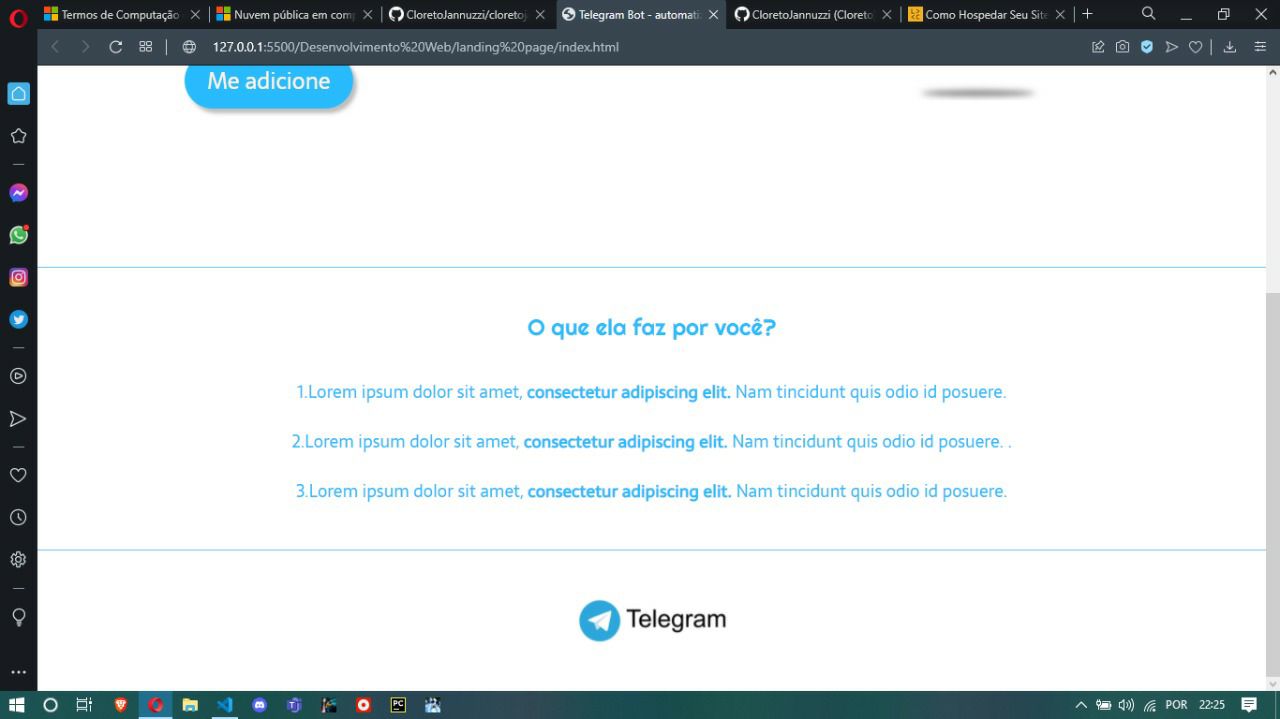 Termos de Computação
Nuvem pública em comp
CloretoJannuzzi/cloretoj
Telegram Bot - automati
CloretoJannuzzi (Cloreto
Como Hospedar Seu Site
127.0.0.1:5500/Desenvolvimento%20Web/landing%20page/index.html
Me adicione
O que ela faz por você?
1.Lorem ipsum dolor sit amet, consectetur adipiscing elit. Nam tincidunt quis odio id posuere.
2.Lorem ipsum dolor sit amet, consectetur adipiscing elit. Nam tincidunt quis odio id posuere. .
3.Lorem ipsum dolor sit amet, consectetur adipiscing elit. Nam tincidunt quis odio id posuere.
Telegram
PC
POR 22:25